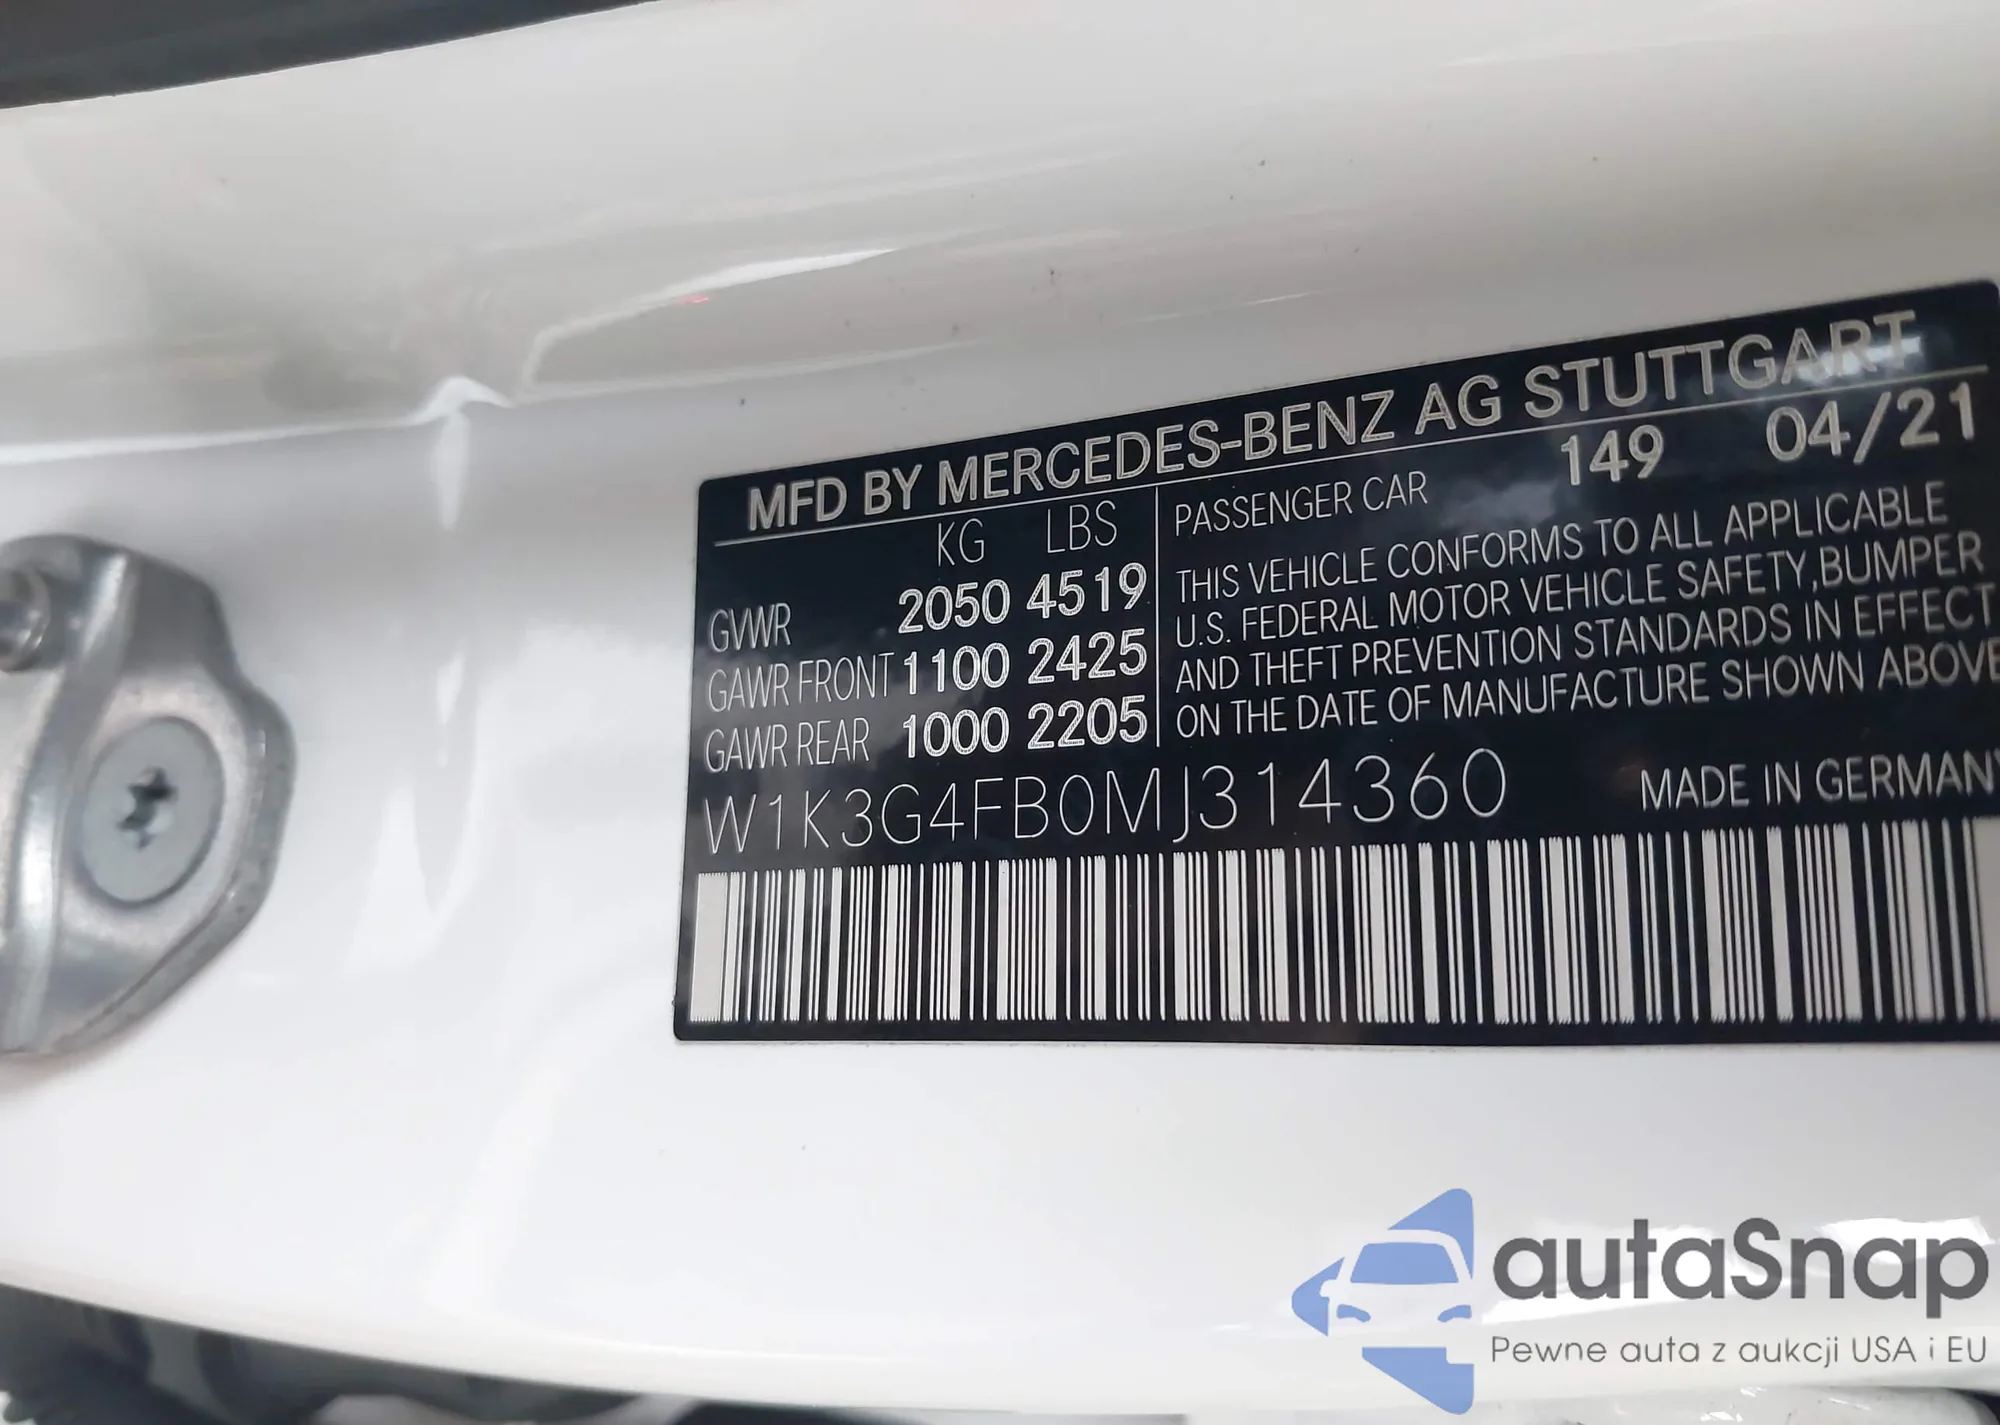 MFD BY MERCEDES-BENZ AG STUTTGART
KG LBS
GVWR 2050 4519
GAWR FRONT 1100 2425
GAWR REAR 1000 2205
PASSENGER CAR 149 04/21
THIS VEHICLE CONFORMS TO ALL APPLICABLE
U.S. FEDERAL MOTOR VEHICLE SAFETY, BUMPER
AND THEFT PREVENTION STANDARDS IN EFFECT
ON THE DATE OF MANUFACTURE SHOWN ABOVE
W1K3G4FB0MJ314360 MADE IN GERMANY
autaSnap
Pewne auta z aukcji USA i EU